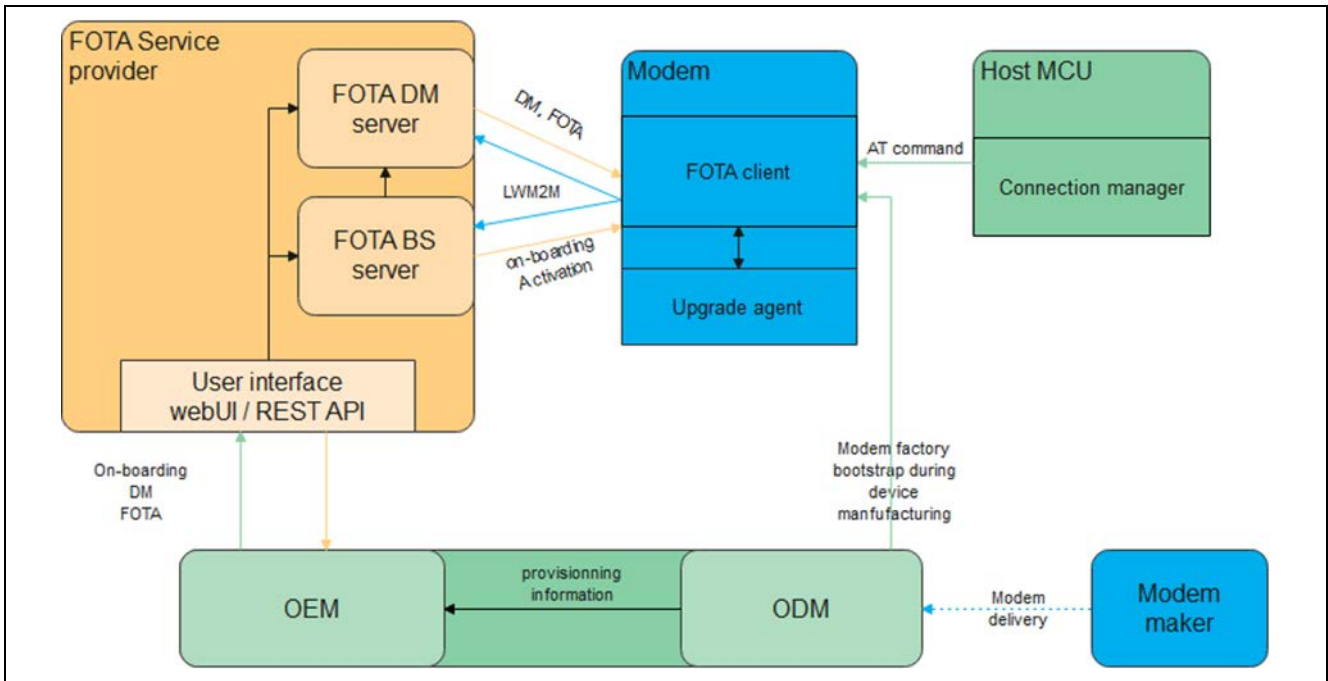 FOTA Service
provider
FOTA DM
server
FOTA BS
server
User interface
webUI / REST API
DM, FOTA
LWM2M
on-boarding
Activation
Modem
FOTA client
Upgrade agent
AT command
Host MCU
Connection manager
On-boarding
DM
FOTA
Modem factory
bootstrap during
device
manfufacturing
OEM
provisionning
information
ODM
Modem
delivery
Modem
maker